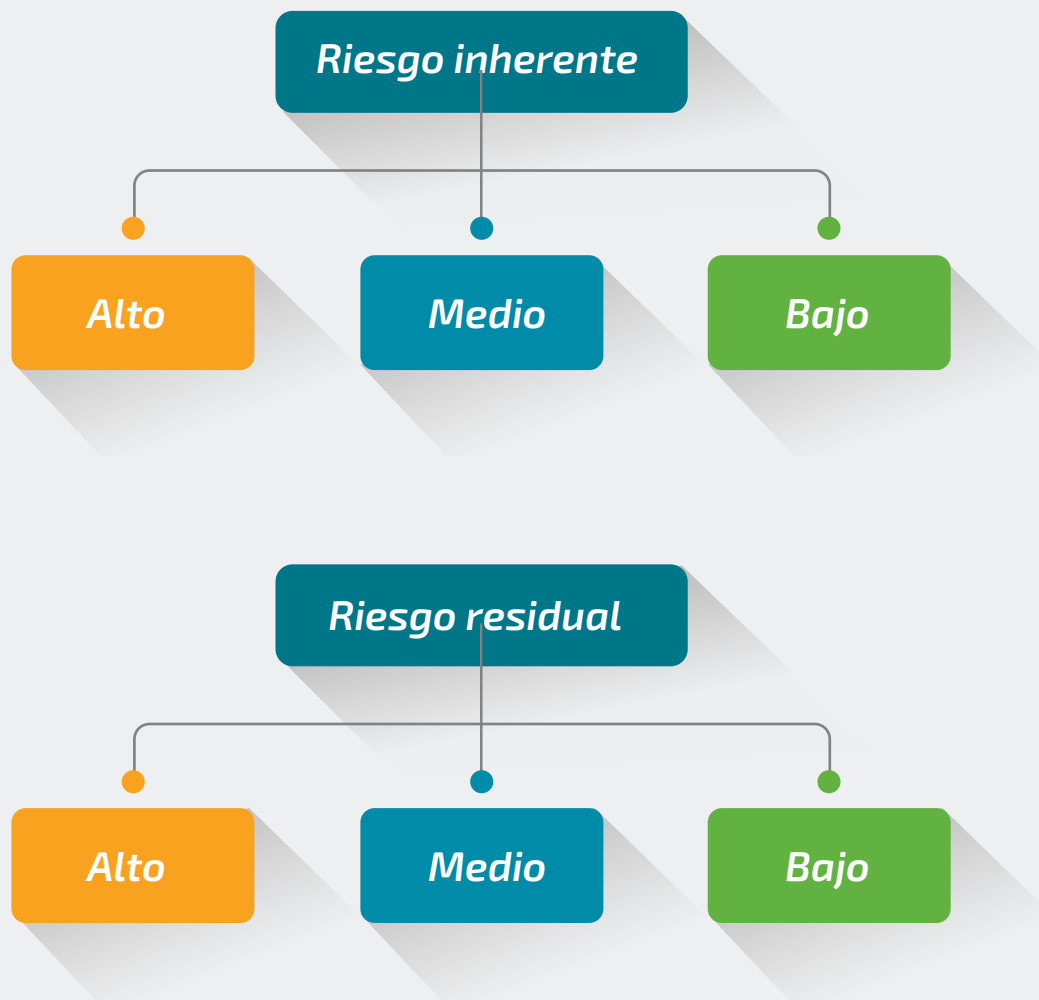 Riesgo inherente
Alto
Medio
Bajo
Riesgo residual
Alto
Medio
Bajo